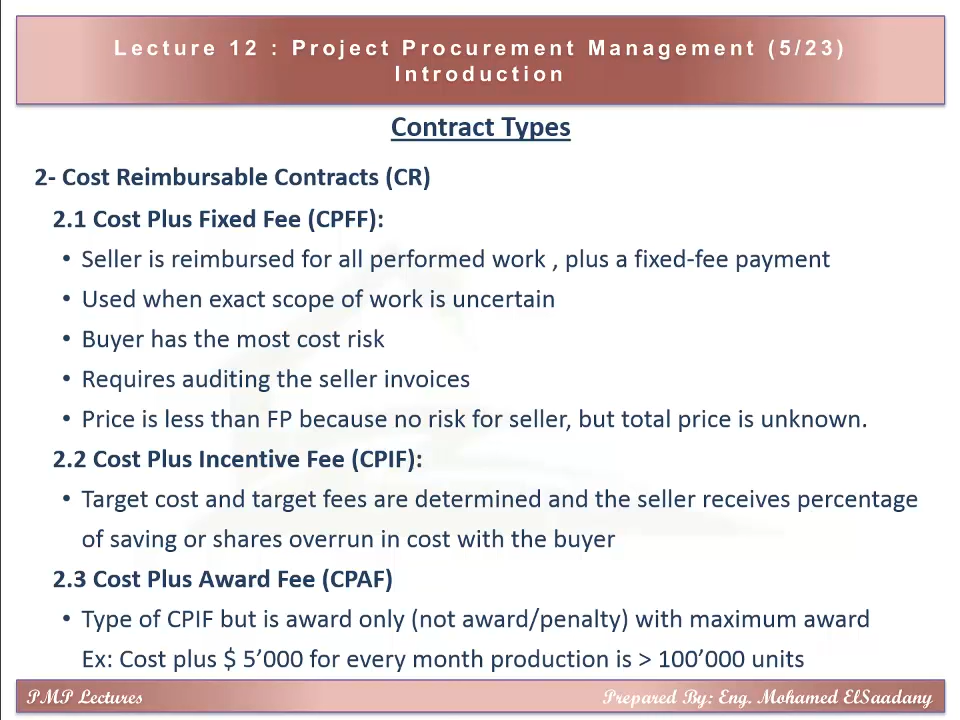 Lecture 12 : Project Procurement Management (5/23)
Introduction
Contract Types
2- Cost Reimbursable Contracts (CR)
2.1 Cost Plus Fixed Fee (CPFF):
• Seller is reimbursed for all performed work , plus a fixed-fee payment
• Used when exact scope of work is uncertain
• Buyer has the most cost risk
• Requires auditing the seller invoices
• Price is less than FP because no risk for seller, but total price is unknown.
2.2 Cost Plus Incentive Fee (CPIF):
• Target cost and target fees are determined and the seller receives percentage
of saving or shares overrun in cost with the buyer
2.3 Cost Plus Award Fee (CPAF)
• Type of CPIF but is award only (not award/penalty) with maximum award
Ex: Cost plus $ 5’000 for every month production is > 100’000 units
PMP Lectures
Prepared By: Eng. Mohamed ElSaadany